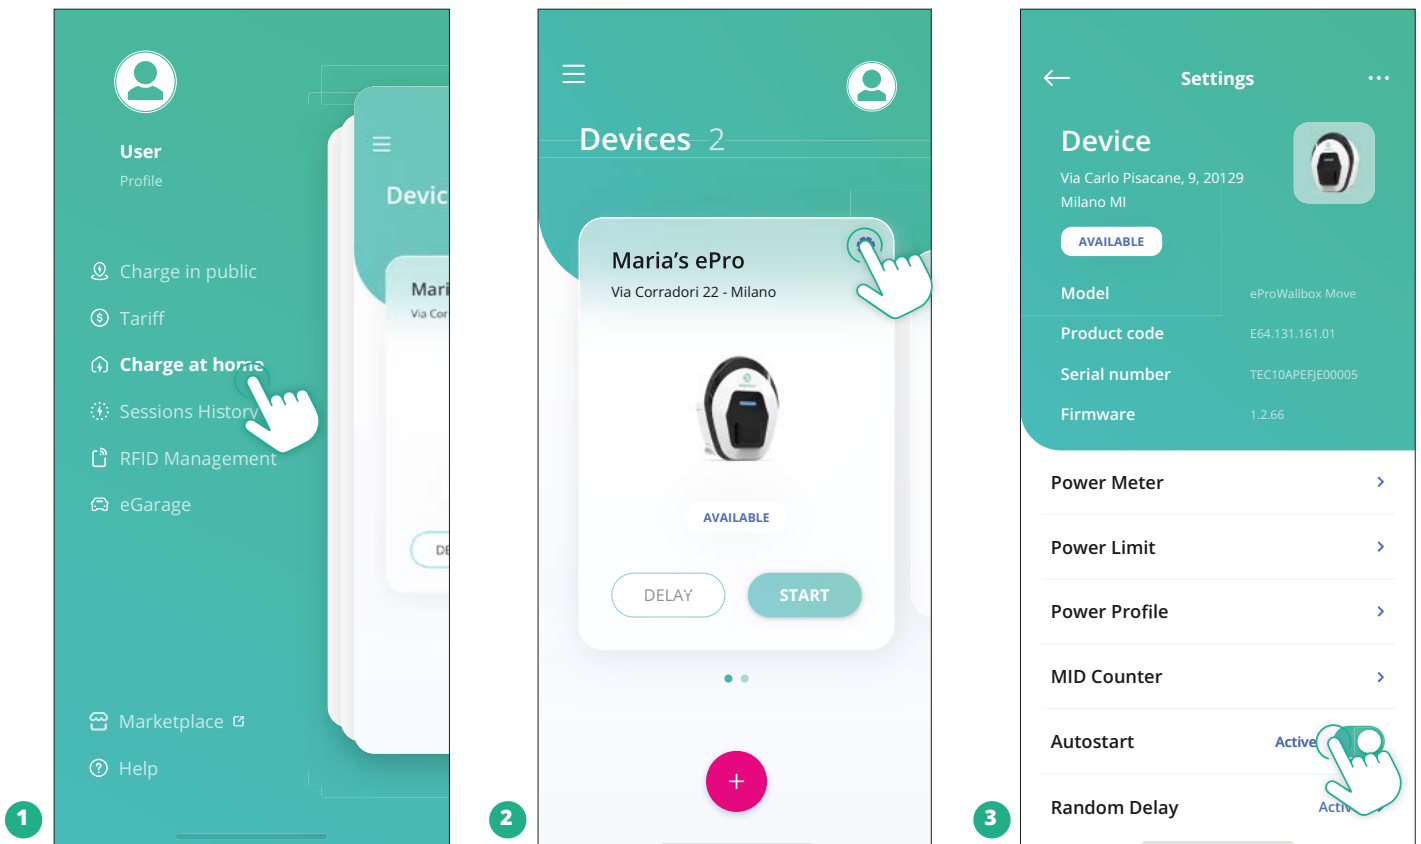 User
Profile
Charge in public
Tariff
Charge at home
Sessions History
RFID Management
eGarage
Marketplace
Help
Devic
Mari
Via Cor
DE
1
Devices 2
Maria's ePro
Via Corradori 22 - Milano
AVAILABLE
DELAY
START
+
2
Settings
Device
Via Carlo Pisacane, 9, 20129
Milano MI
AVAILABLE
Model eProWallbox Move
Product code E64.131.161.01
Serial number TEC10APEFJE00005
Firmware 1.2.66
Power Meter
Power Limit
Power Profile
MID Counter
Autostart Active
Random Delay Activ
3